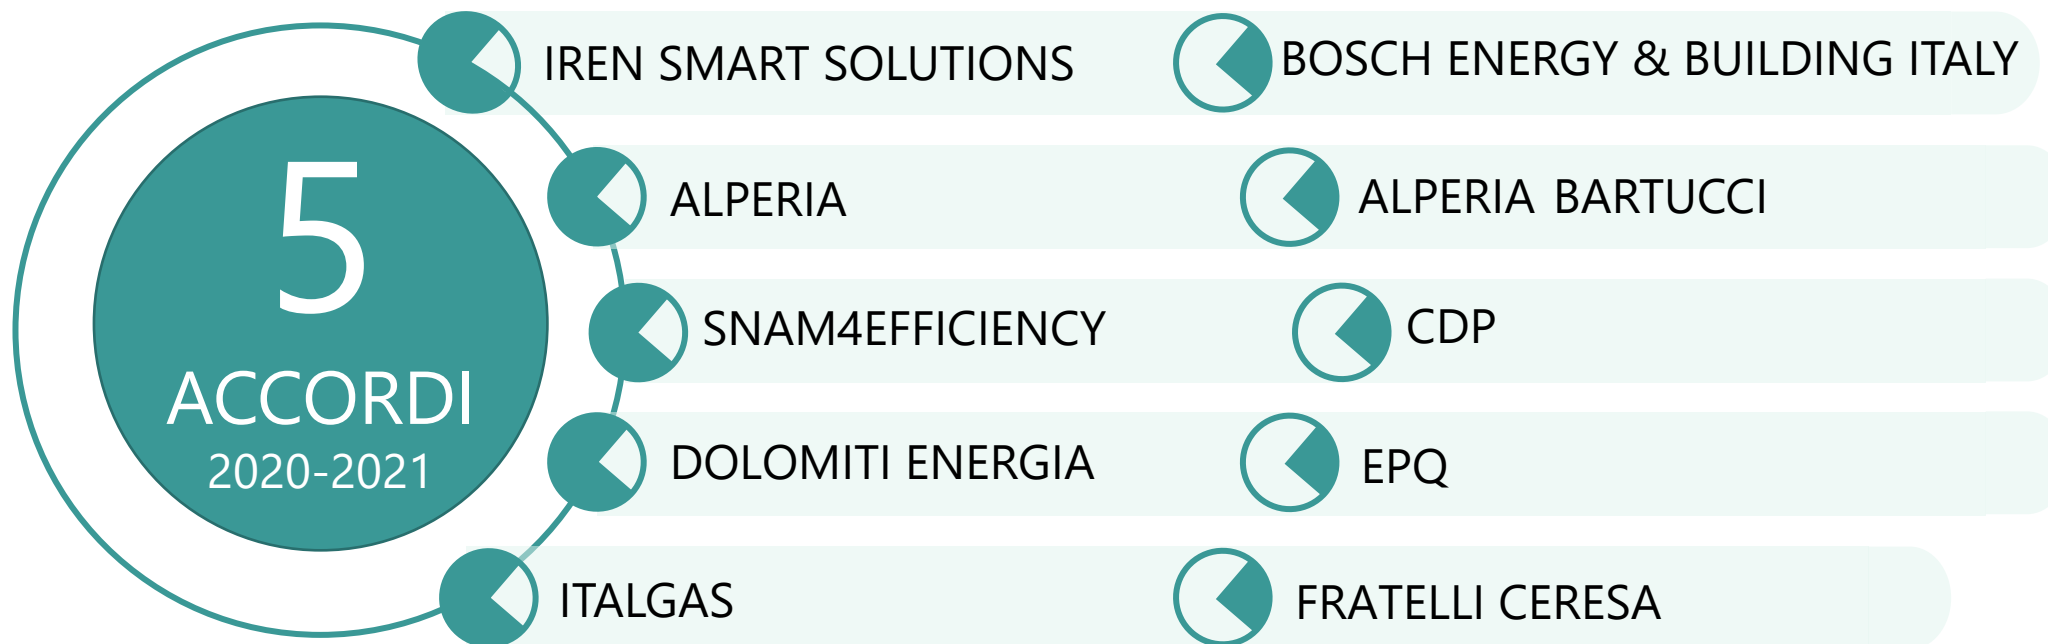 5
ACCORDI
2020-2021
IREN SMART SOLUTIONS
BOSCH ENERGY & BUILDING ITALY
ALPERIA
ALPERIA BARTUCCI
SNAM4EFFICIENCY
CDP
DOLOMITI ENERGIA
EPQ
ITALGAS
FRATELLI CERESA